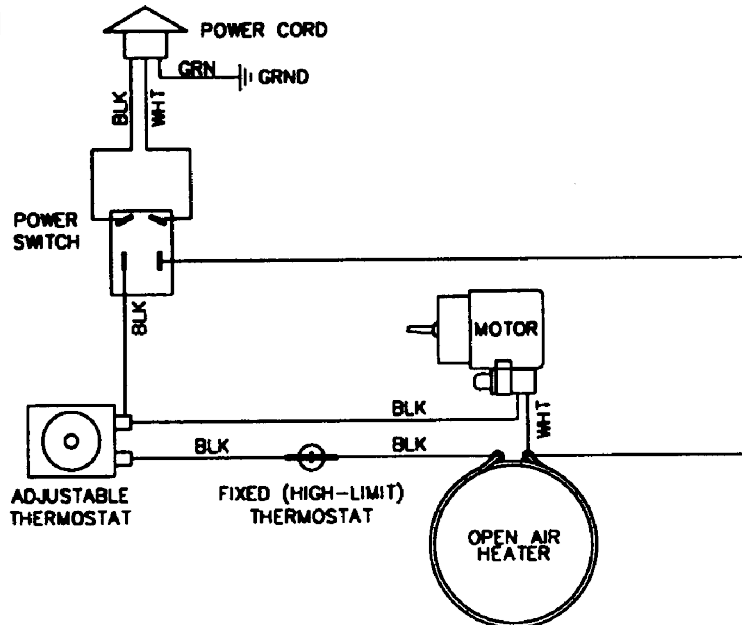 POWER CORD
GRN
GRND
BLK
WHT
POWER
SWITCH
BLK
MOTOR
BLK
WHT
BLK
BLK
ADJUSTABLE
THERMOSTAT
FIXED (HIGH-LIMIT)
THERMOSTAT
OPEN AIR
HEATER